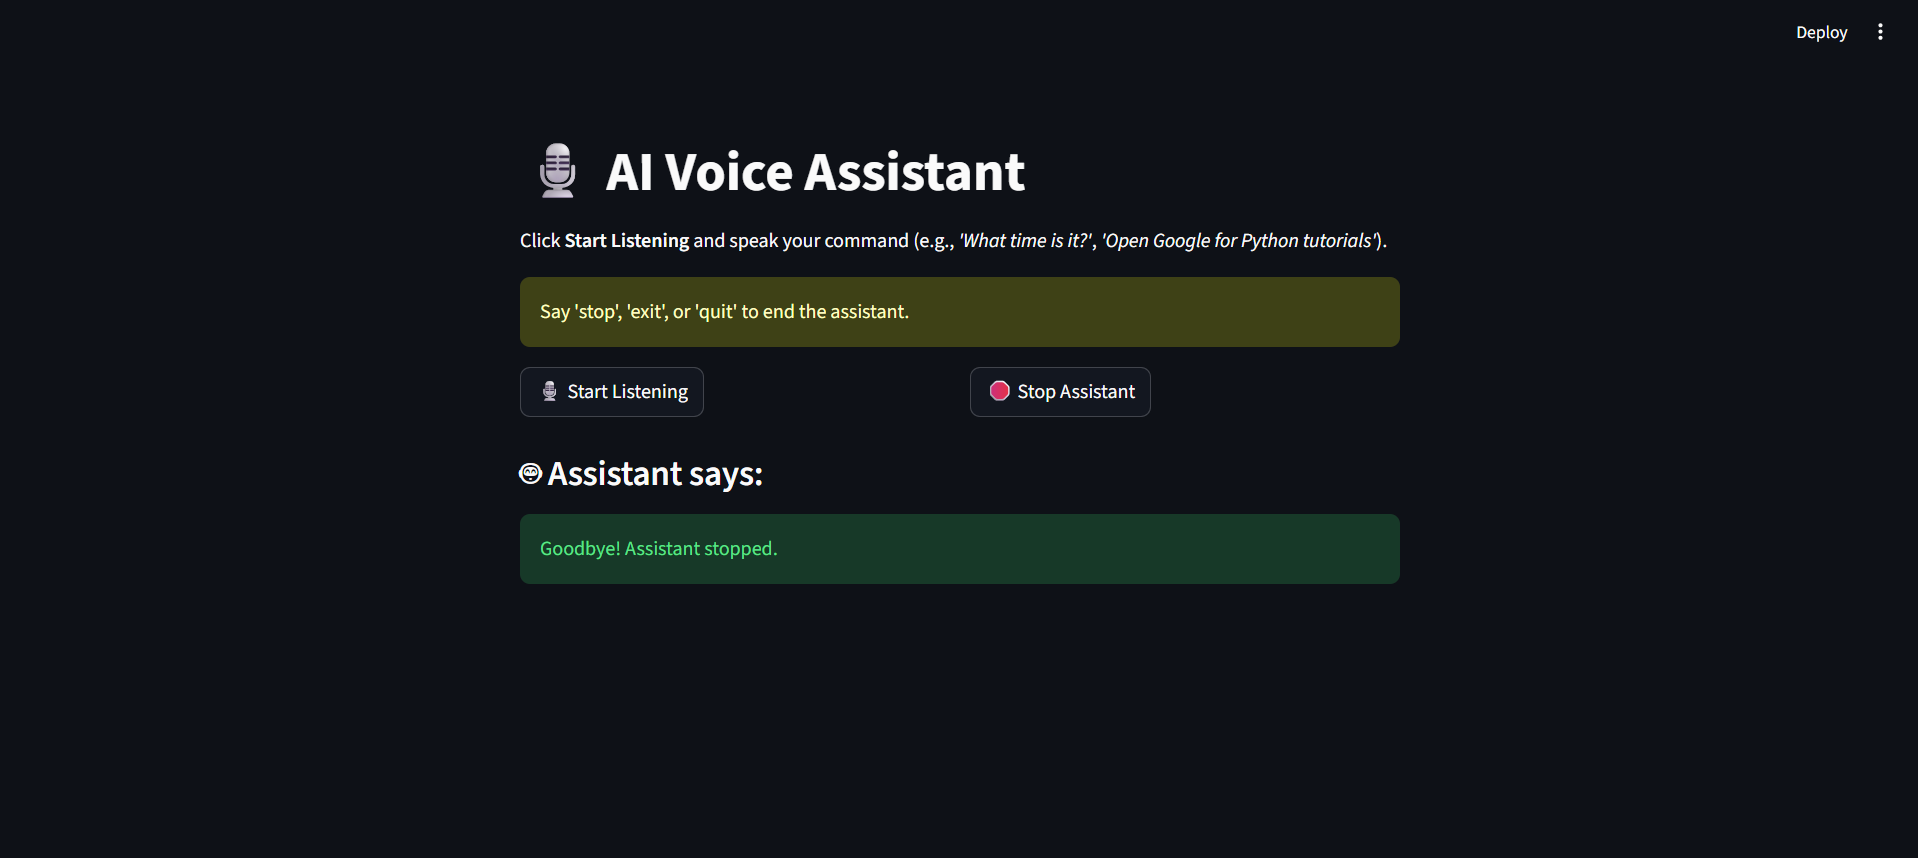 Deploy
AI Voice Assistant
Click Start Listening and speak your command (e.g., 'What time is it?', 'Open Google for Python tutorials').
Say 'stop', 'exit', or 'quit' to end the assistant.
Start Listening
Stop Assistant
Assistant says:
Goodbye! Assistant stopped.